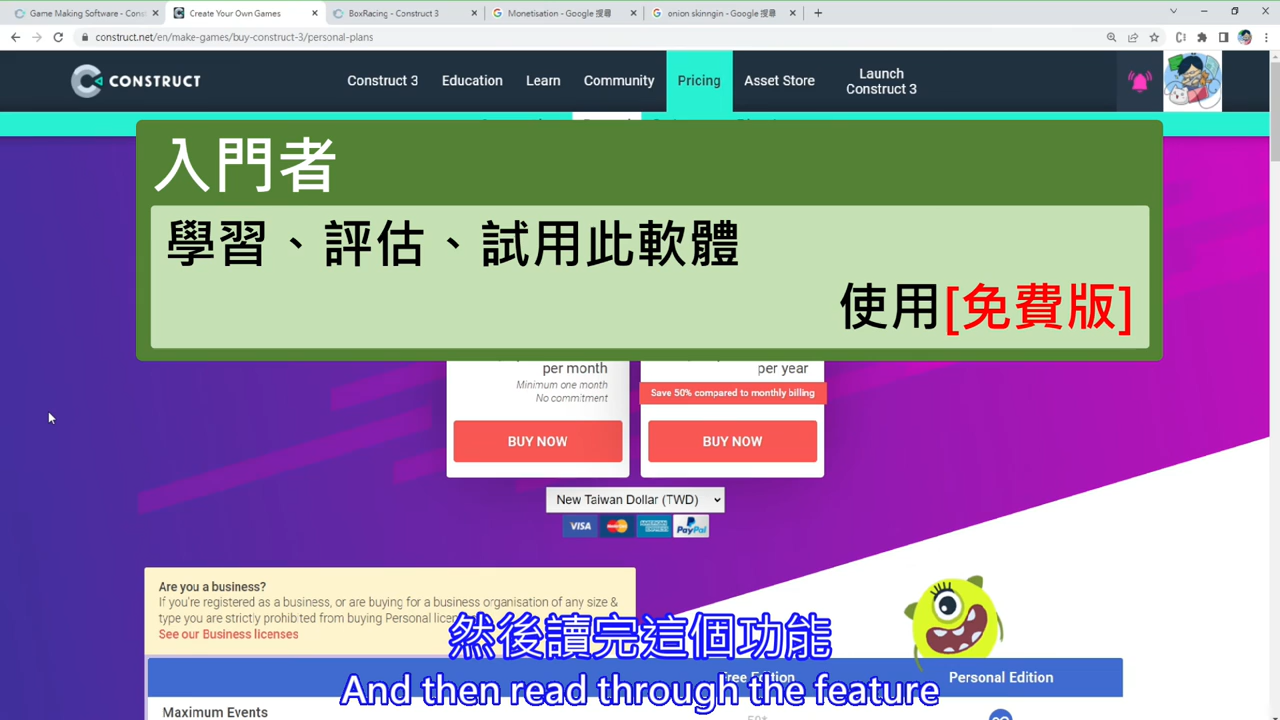 Game Making Software - Cons
Create Your Own Games
BoxRacing - Construct 3
Monetisation - Google 搜尋
onion skinngin - Google 搜尋
construct.net/en/make-games/buy-construct-3/personal-plans
CONSTRUCT
Construct 3
Education
Learn
Community
Pricing
Asset Store
Launch
Construct 3
入門者
學習、評估、試用此軟體
使用[免費版]
per month
Minimum one month
No commitment
BUY NOW
per year
Save 50% compared to monthly billing
BUY NOW
New Taiwan Dollar (TWD)
VISA
PayPal
Are you a business?
If you're registered as a business, or are buying for a business organisation of any size &
type you are strictly prohibited from buying Personal
See our Business licenses
然後讀完這個功能
Free Edition
Personal Edition
And then read through the feature
Maximum Events